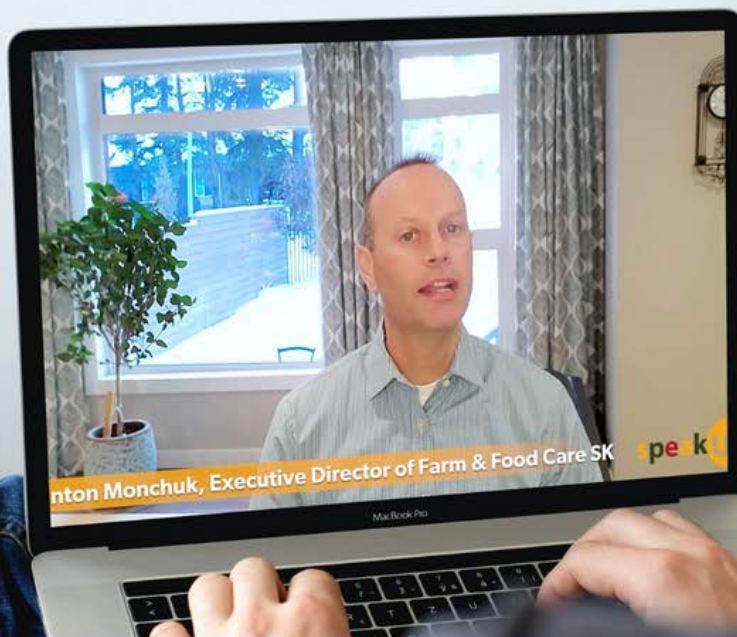 nton Monchuk, Executive Director of Farm & Food Care SK
speak
MacBook Pro